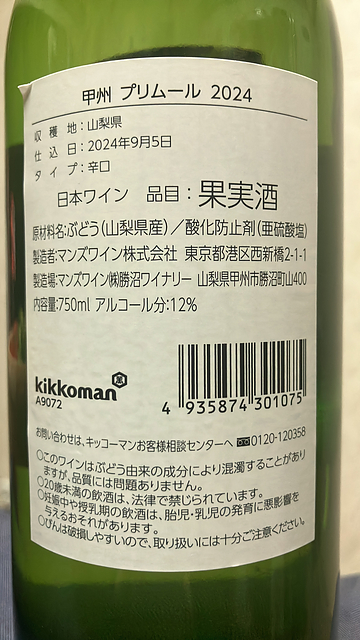 甲州 プリムール 2024
収穫地:山梨県
仕込日:2024年9月5日
タイプ:辛口
日本ワイン 品目:果実酒
原材料名:ぶどう(山梨県産)/酸化防止剤(亜硫酸塩)
製造者:マンズワイン株式会社 東京都港区西新橋2-1-1
製造場:マンズワイン㈱勝沼ワイナリー 山梨県甲州市勝沼町山400
内容量:750ml アルコール分:12%
kikkoman
A9072
4 935874 301075
お問い合わせは、キッコーマンお客様相談センターへ 0120-120358
○このワインはぶどう由来の成分により混濁することがあり
ますが、品質には問題ありません。
○20歳未満の飲酒は、法律で禁じられています。
○妊娠中や授乳期の飲酒は、胎児・乳児の発育に悪影響を
与えるおそれがあります。
○びんは破損しやすいので、取り扱いには十分ご注意ください。